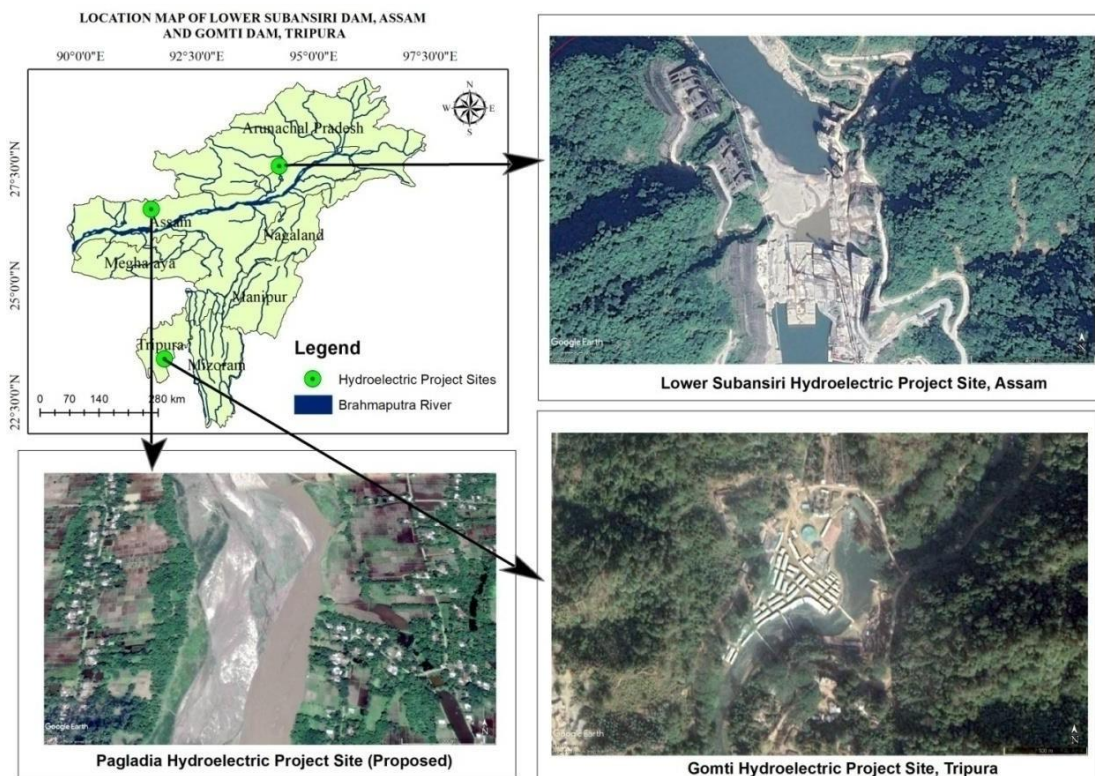 LOCATION MAP OF LOWER SUBANSIRI DAM, ASSAM
AND GOMTI DAM, TRIPURA
90°0'0"E
92°30'0"E
95°0'0"E
97°30'0"E
27°30'0"N
25°0'0"N
22°30'0"N
N
W
E
S
Arunachal Pradesh
Assam
Nagaland
Meghalaya
Manipur
Tripura
Mizoram
Legend
Hydroelectric Project Sites
Brahmaputra River
0 70 140 280 km
Google Earth
Lower Subansiri Hydroelectric Project Site, Assam
Google Earth
N
Pagladia Hydroelectric Project Site (Proposed)
Google Earth
Gomti Hydroelectric Project Site, Tripura